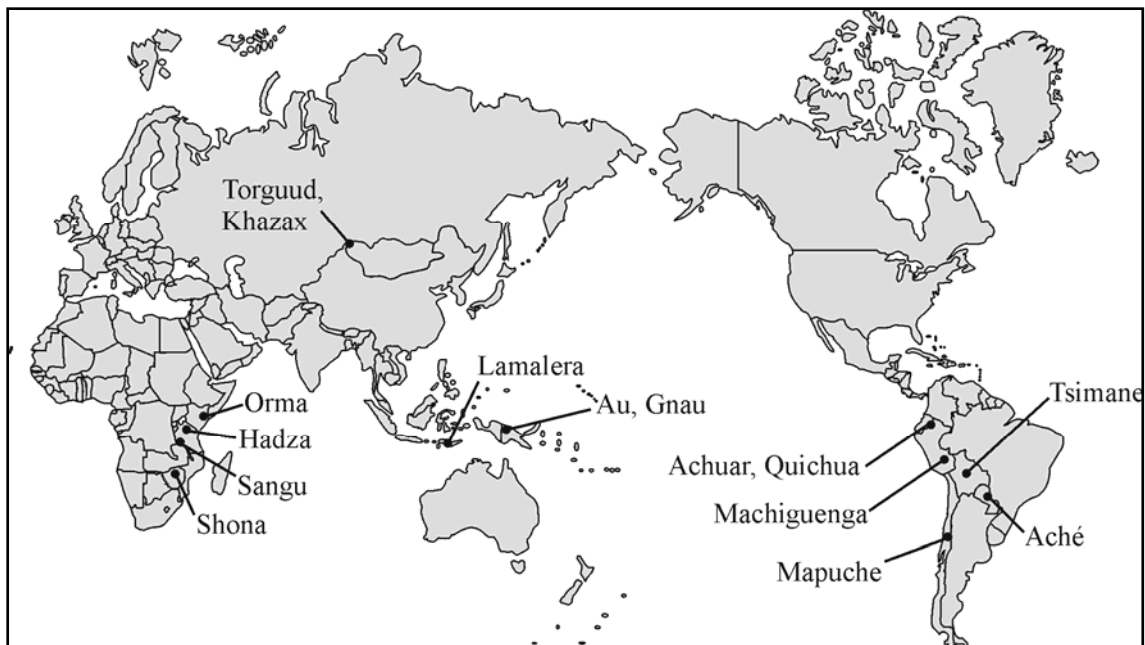 Torguud,
Khazax
Lamalera
Tsimane
Orma
Au, Gnau
Hadza
Achuar, Quichua
Sangu
Machiguenga
Shona
Aché
Mapuche